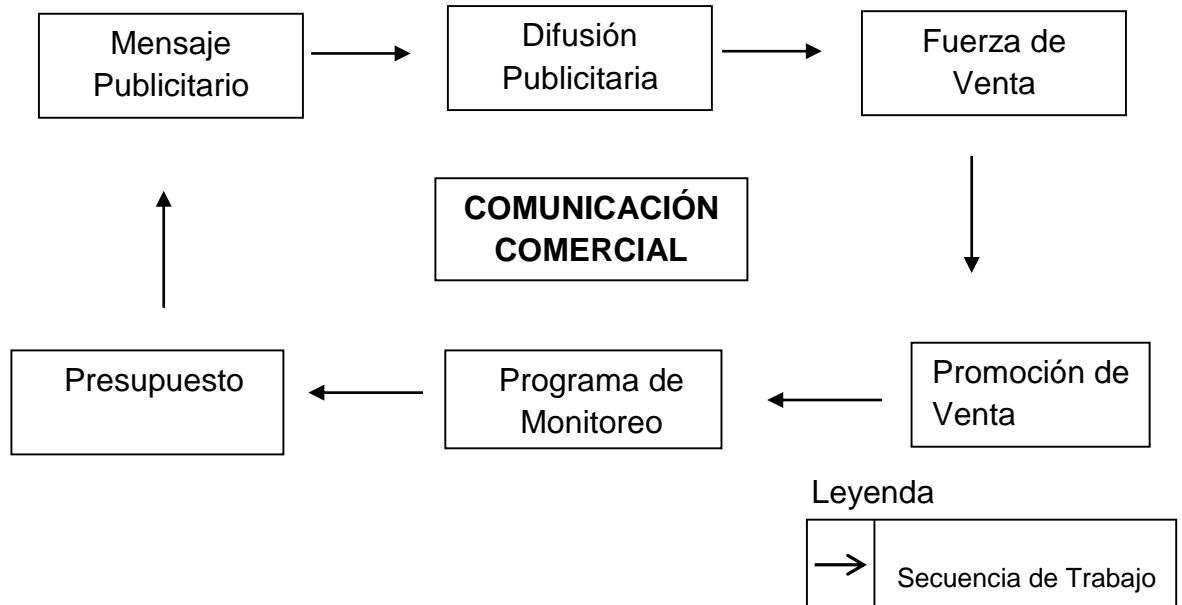 Mensaje
Publicitario
Difusión
Publicitaria
Fuerza de
Venta
COMUNICACIÓN
COMERCIAL
Presupuesto
Programa de
Monitoreo
Promoción de
Venta
Leyenda
Secuencia de Trabajo